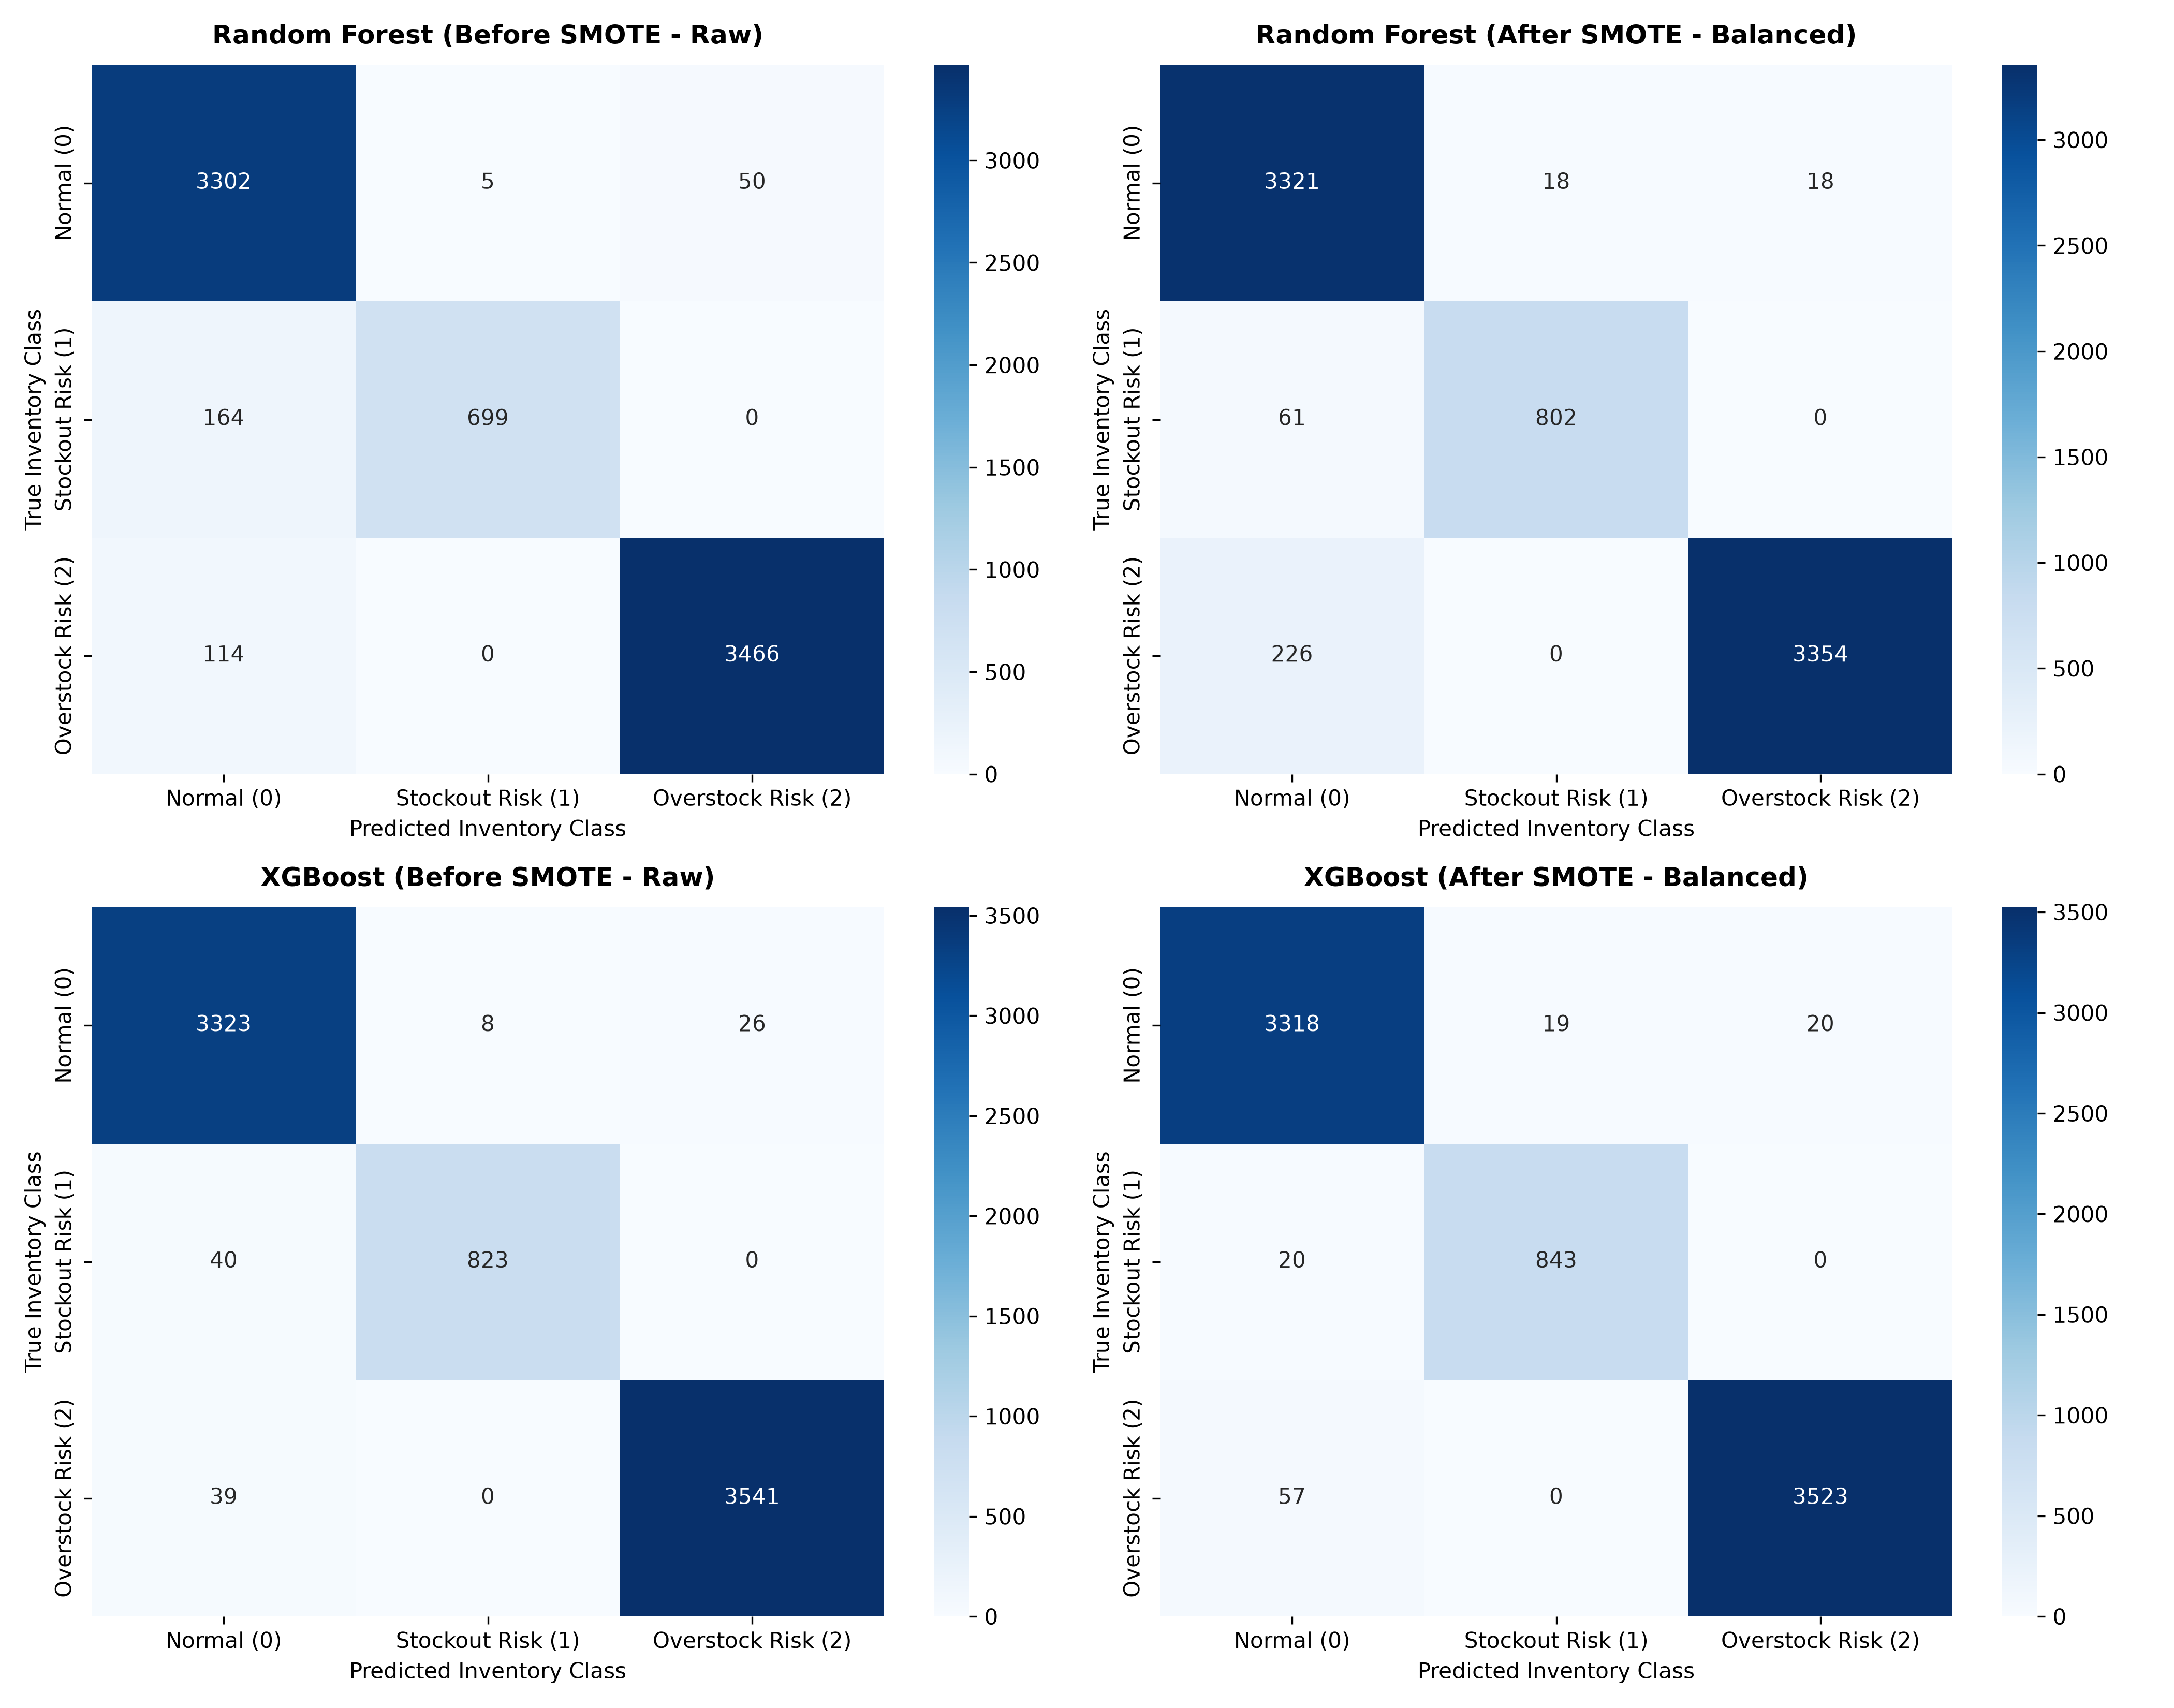 Random Forest (Before SMOTE - Raw)
True Inventory Class
Normal (0)
Stockout Risk (1)
Overstock Risk (2)
3302 5 50
164 699 0
114 0 3466
Normal (0) Stockout Risk (1) Overstock Risk (2)
Predicted Inventory Class
3000
2500
2000
1500
1000
500
0
Random Forest (After SMOTE - Balanced)
True Inventory Class
Normal (0)
Stockout Risk (1)
Overstock Risk (2)
3321 18 18
61 802 0
226 0 3354
Normal (0) Stockout Risk (1) Overstock Risk (2)
Predicted Inventory Class
3000
2500
2000
1500
1000
500
0
XGBoost (Before SMOTE - Raw)
True Inventory Class
Normal (0)
Stockout Risk (1)
Overstock Risk (2)
3323 8 26
40 823 0
39 0 3541
Normal (0) Stockout Risk (1) Overstock Risk (2)
Predicted Inventory Class
3500
3000
2500
2000
1500
1000
500
0
XGBoost (After SMOTE - Balanced)
True Inventory Class
Normal (0)
Stockout Risk (1)
Overstock Risk (2)
3318 19 20
20 843 0
57 0 3523
Normal (0) Stockout Risk (1) Overstock Risk (2)
Predicted Inventory Class
3500
3000
2500
2000
1500
1000
500
0